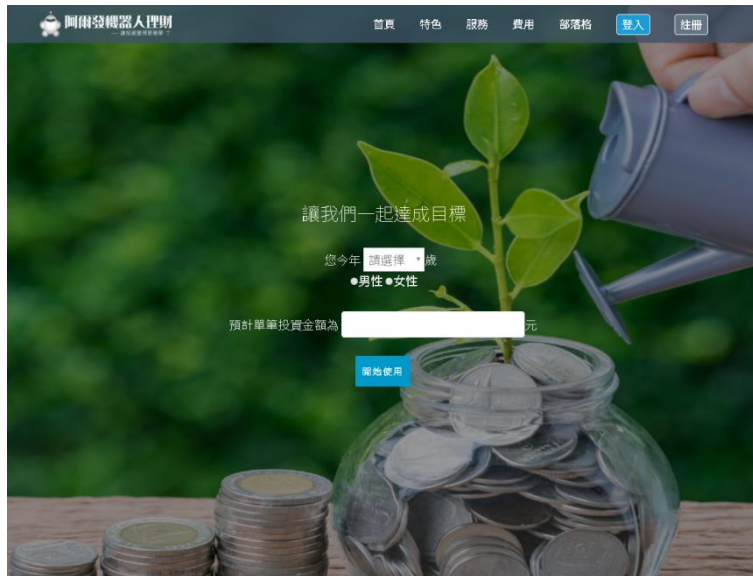 阿爾發機器人理財
首頁 特色 服務 費用 部落格 登入 註冊
讓我們一起達成目標
您今年 請選擇 歲
男性 女性
預計單筆投資金額為 元
開始使用